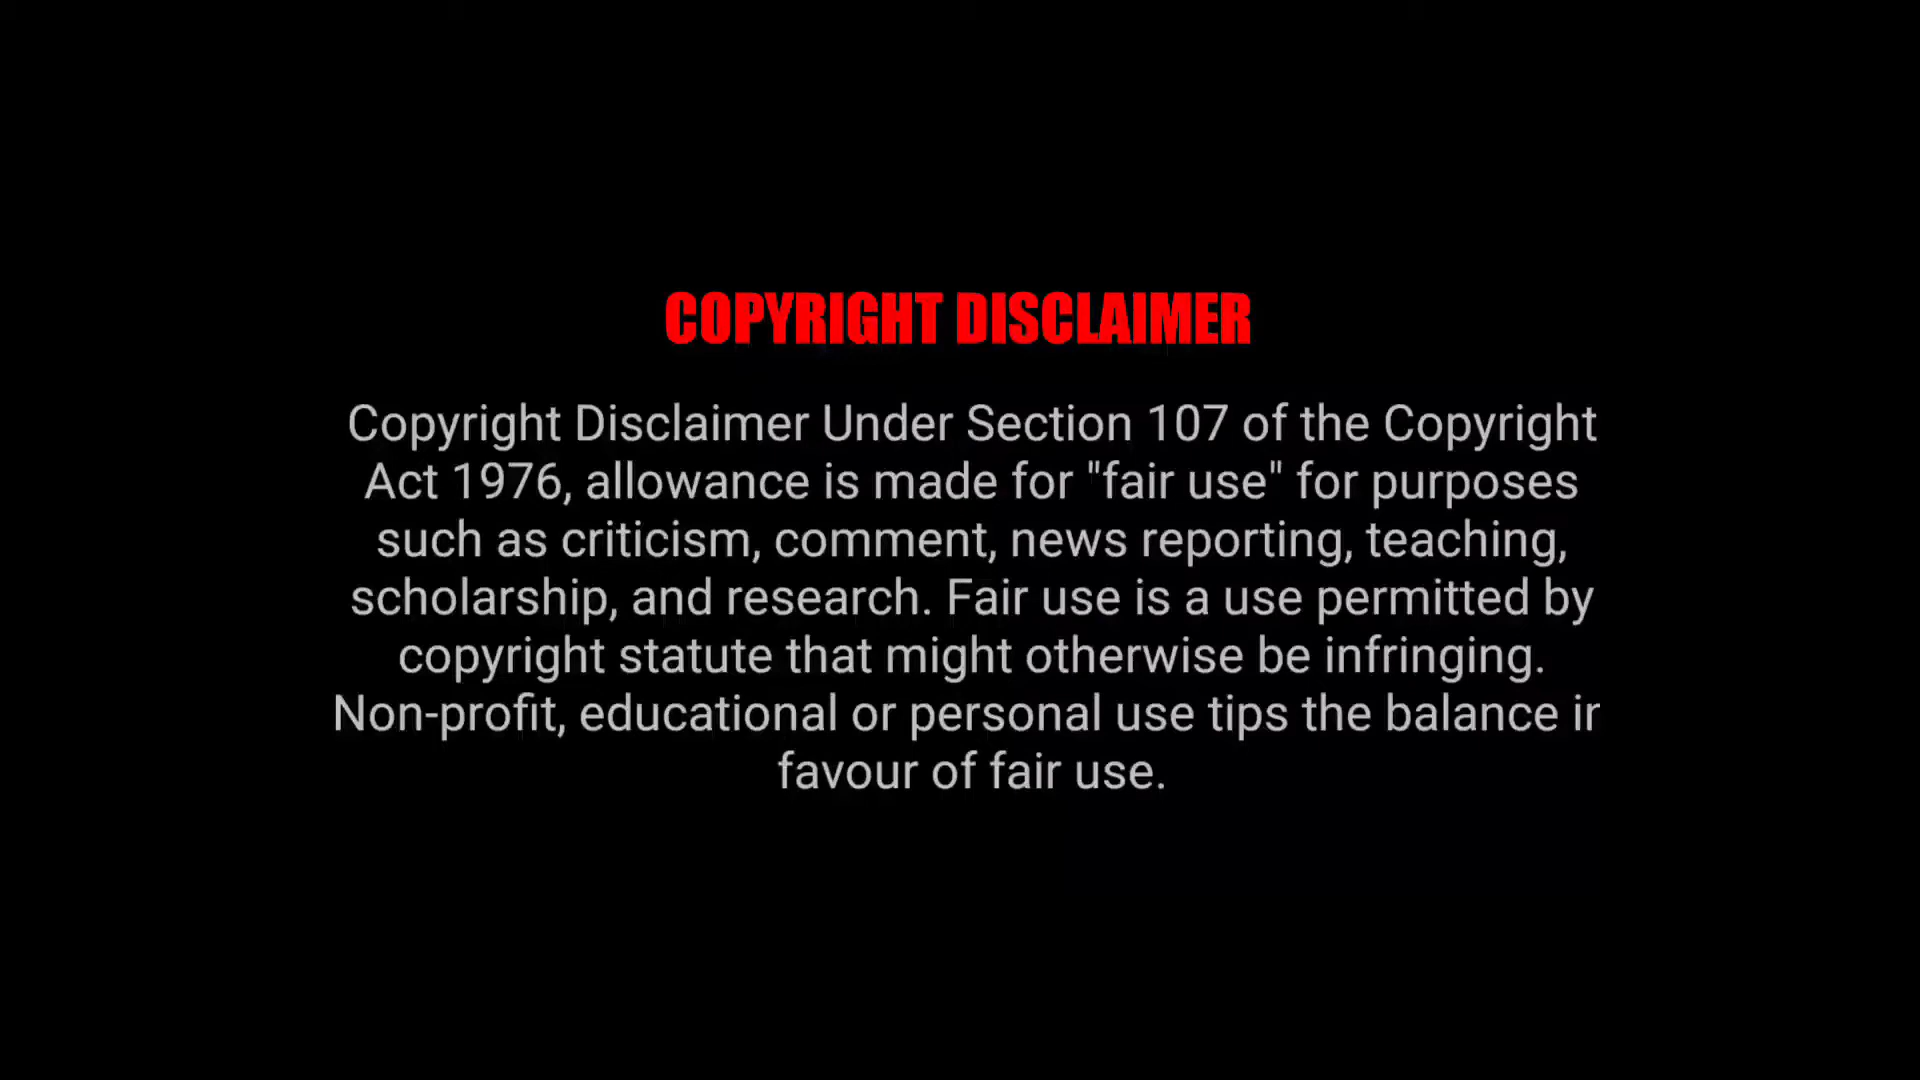 COPYRIGHT DISCLAIMER
Copyright Disclaimer Under Section 107 of the Copyright
Act 1976, allowance is made for "fair use" for purposes
such as criticism, comment, news reporting, teaching,
scholarship, and research. Fair use is a use permitted by
copyright statute that might otherwise be infringing.
Non-profit, educational or personal use tips the balance in
favour of fair use.